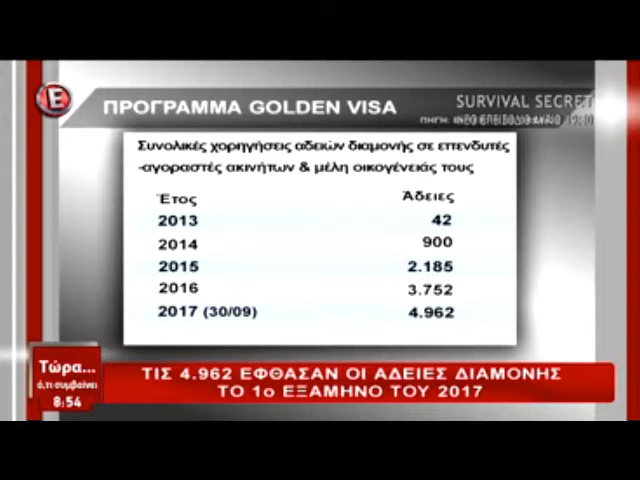 E
ΠΡΟΓΡΑΜΜΑ GOLDEN VISA
SURVIVAL SECRET
ΠΗΓΗ:
Συνολικές χορηγήσεις αδειών διαμονής σε επενδυτές
-αγοραστές ακινήτων & μέλη οικογένειάς τους
Έτος Άδειες
2013 42
2014 900
2015 2.185
2016 3.752
2017 (30/09) 4.962
Τώρα...
ό,τι συμβαίνει
8:54
ΤΙΣ 4.962 ΕΦΘΑΣΑΝ ΟΙ ΑΔΕΙΕΣ ΔΙΑΜΟΝΗΣ
ΤΟ 1ο ΕΞΑΜΗΝΟ ΤΟΥ 2017